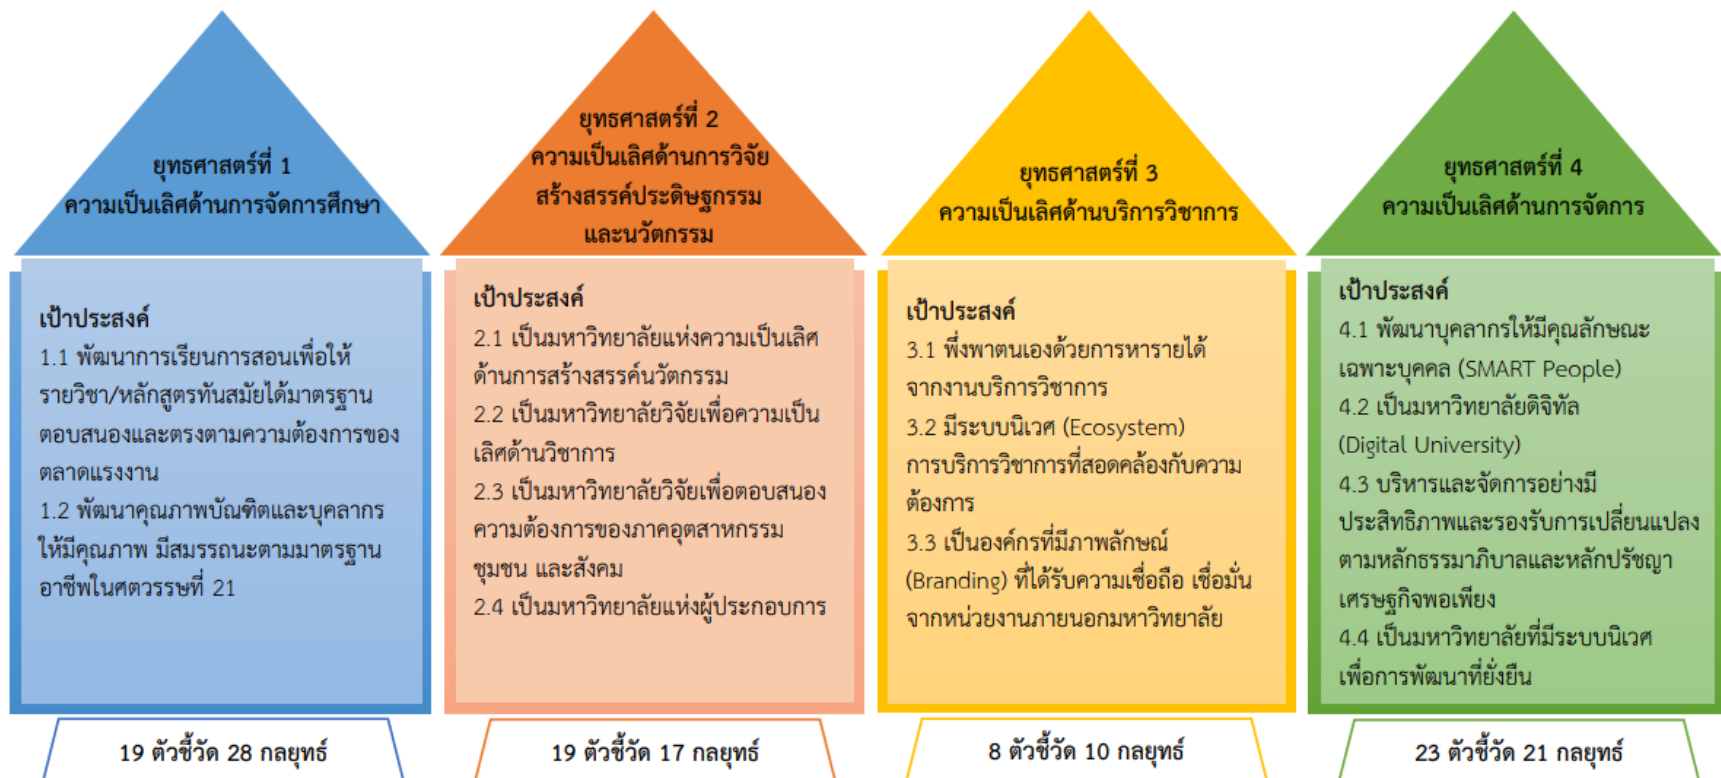 ยุทธศาสตร์ที่ 1
ความเป็นเลิศด้านการจัดการศึกษา
เป้าประสงค์
1.1 พัฒนาการเรียนการสอนเพื่อให้
รายวิชา/หลักสูตรทันสมัยได้มาตรฐาน
ตอบสนองและตรงตามความต้องการของ
ตลาดแรงงาน
1.2 พัฒนาคุณภาพบัณฑิตและบุคลากร
ให้มีคุณภาพ มีสมรรถนะตามมาตรฐาน
อาชีพในศตวรรษที่ 21
19 ตัวชี้วัด 28 กลยุทธ์
ยุทธศาสตร์ที่ 2
ความเป็นเลิศด้านการวิจัย
สร้างสรรค์ประดิษฐกรรม
และนวัตกรรม
เป้าประสงค์
2.1 เป็นมหาวิทยาลัยแห่งความเป็นเลิศ
ด้านการสร้างสรรค์นวัตกรรม
2.2 เป็นมหาวิทยาลัยวิจัยเพื่อความเป็น
เลิศด้านวิชาการ
2.3 เป็นมหาวิทยาลัยวิจัยเพื่อตอบสนอง
ความต้องการของภาคอุตสาหกรรม
ชุมชน และสังคม
2.4 เป็นมหาวิทยาลัยแห่งผู้ประกอบการ
19 ตัวชี้วัด 17 กลยุทธ์
ยุทธศาสตร์ที่ 3
ความเป็นเลิศด้านบริการวิชาการ
เป้าประสงค์
3.1 พึ่งพาตนเองด้วยการหารายได้
จากงานบริการวิชาการ
3.2 มีระบบนิเวศ (Ecosystem)
การบริการวิชาการที่สอดคล้องกับความ
ต้องการ
3.3 เป็นองค์กรที่มีภาพลักษณ์
(Branding) ที่ได้รับความเชื่อถือ เชื่อมั่น
จากหน่วยงานภายนอกมหาวิทยาลัย
8 ตัวชี้วัด 10 กลยุทธ์
ยุทธศาสตร์ที่ 4
ความเป็นเลิศด้านการจัดการ
เป้าประสงค์
4.1 พัฒนาบุคลากรให้มีคุณลักษณะ
เฉพาะบุคคล (SMART People)
4.2 เป็นมหาวิทยาลัยดิจิทัล
(Digital University)
4.3 บริหารและจัดการอย่างมี
ประสิทธิภาพและรองรับการเปลี่ยนแปลง
ตามหลักธรรมาภิบาลและหลักปรัชญา
เศรษฐกิจพอเพียง
4.4 เป็นมหาวิทยาลัยที่มีระบบนิเวศ
เพื่อการพัฒนาที่ยั่งยืน
23 ตัวชี้วัด 21 กลยุทธ์